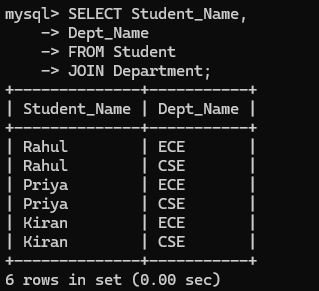 mysql> SELECT Student_Name,
    -> Dept_Name
    -> FROM Student
    -> JOIN Department;
+--------------+-----------+
| Student_Name | Dept_Name |
+--------------+-----------+
| Rahul        | ECE       |
| Rahul        | CSE       |
| Priya        | ECE       |
| Priya        | CSE       |
| Kiran        | ECE       |
| Kiran        | CSE       |
+--------------+-----------+
6 rows in set (0.00 sec)